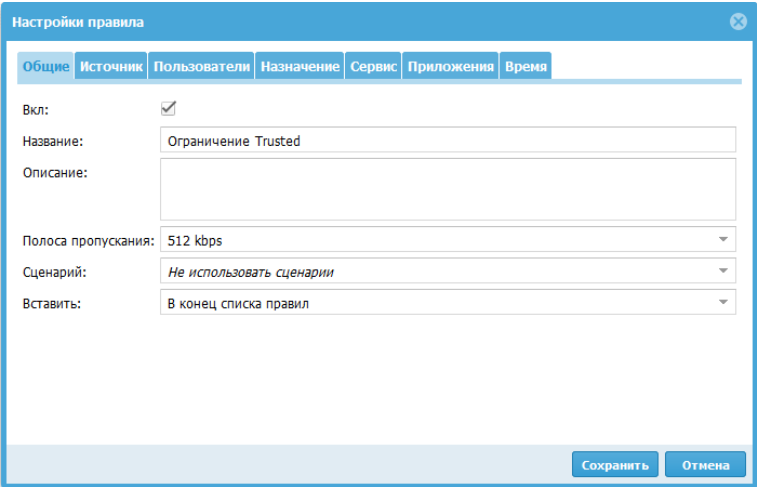 Настройки правила
Общие Источник Пользователи Назначение Сервис Приложения Время
Вкл:
Название: Ограничение Trusted
Описание:
Полоса пропускания: 512 kbps
Сценарий: Не использовать сценарии
Вставить: В конец списка правил
Сохранить Отмена